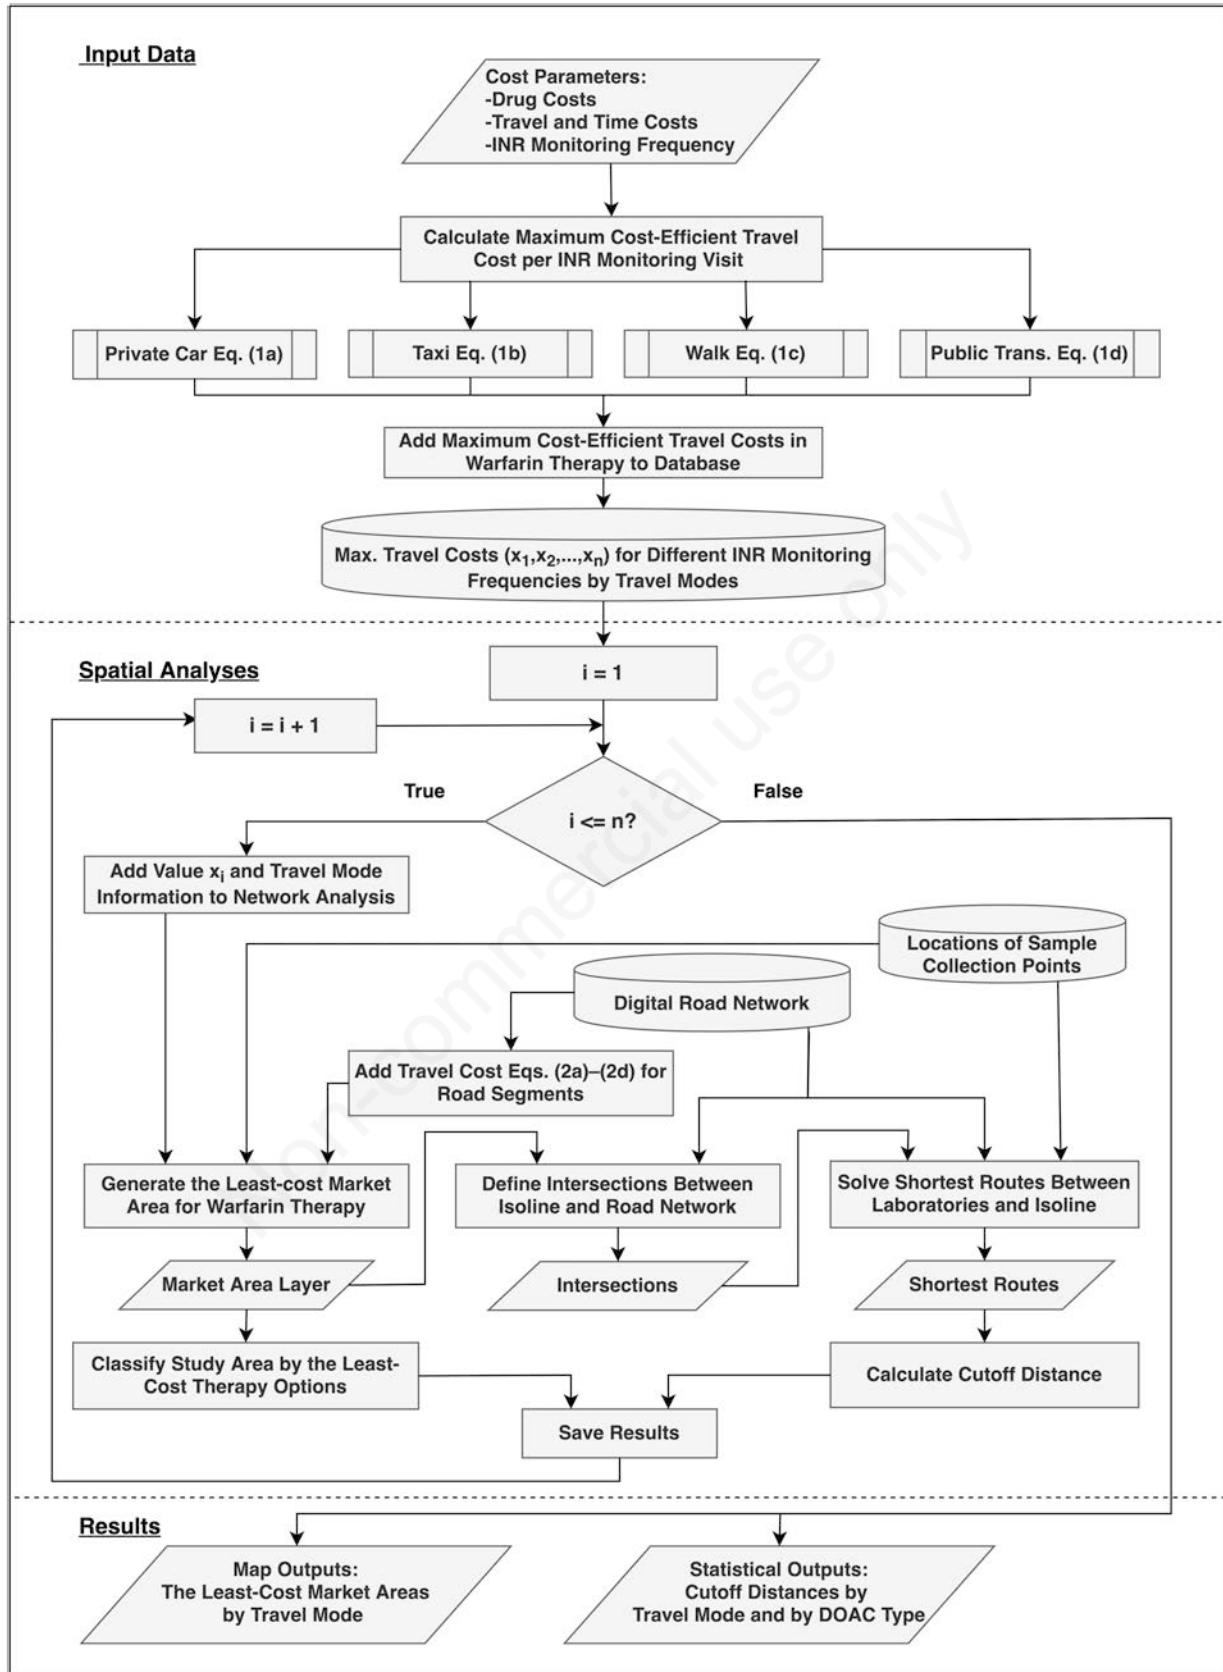 Input Data
Cost Parameters:
-Drug Costs
-Travel and Time Costs
-INR Monitoring Frequency
Calculate Maximum Cost-Efficient Travel
Cost per INR Monitoring Visit
Private Car Eq. (1a)
Taxi Eq. (1b)
Walk Eq. (1c)
Public Trans. Eq. (1d)
Add Maximum Cost-Efficient Travel Costs in
Warfarin Therapy to Database
Max. Travel Costs (x₁,x₂,...,xₙ) for Different INR Monitoring
Frequencies by Travel Modes
Spatial Analyses
i = 1
i = i + 1
True
False
i <= n?
Add Value xᵢ and Travel Mode
Information to Network Analysis
Locations of Sample
Collection Points
Digital Road Network
Add Travel Cost Eqs. (2a)–(2d) for
Road Segments
Generate the Least-cost Market
Area for Warfarin Therapy
Define Intersections Between
Isoline and Road Network
Solve Shortest Routes Between
Laboratories and Isoline
Market Area Layer
Intersections
Shortest Routes
Classify Study Area by the Least-
Cost Therapy Options
Calculate Cutoff Distance
Save Results
Results
Map Outputs:
The Least-Cost Market Areas
by Travel Mode
Statistical Outputs:
Cutoff Distances by
Travel Mode and by DOAC Type
Non-commercial use only